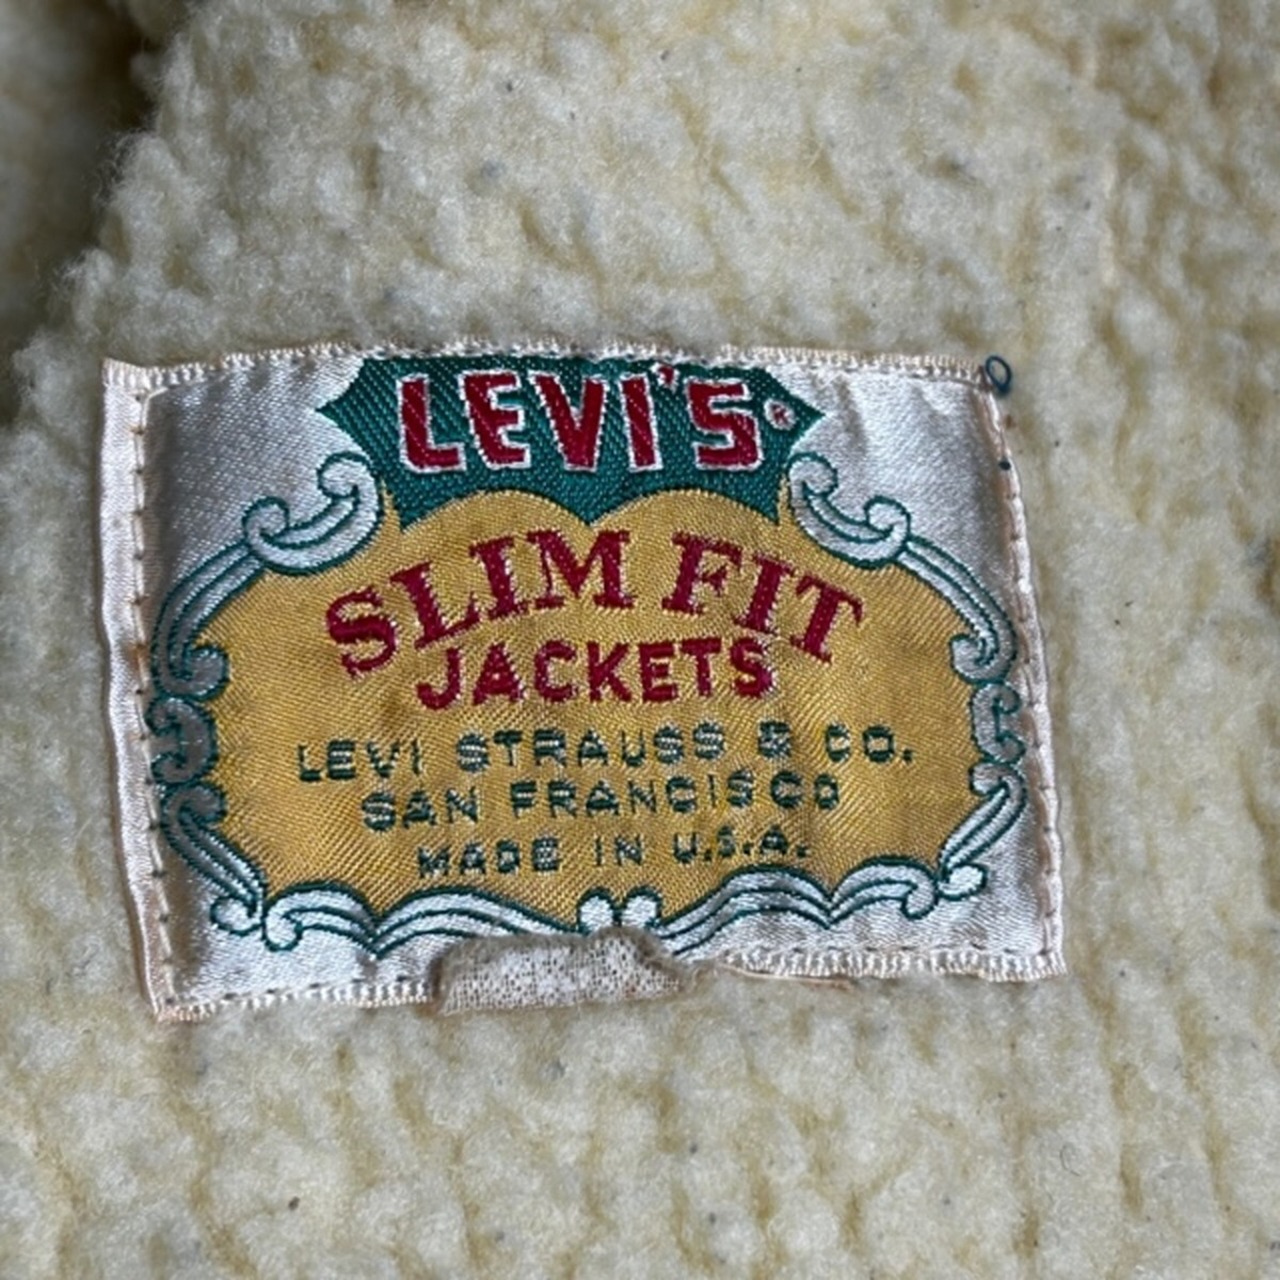 LEVI'S®
SLIM FIT
JACKETS
LEVI STRAUSS & CO.
SAN FRANCISCO
MADE IN U.S.A.